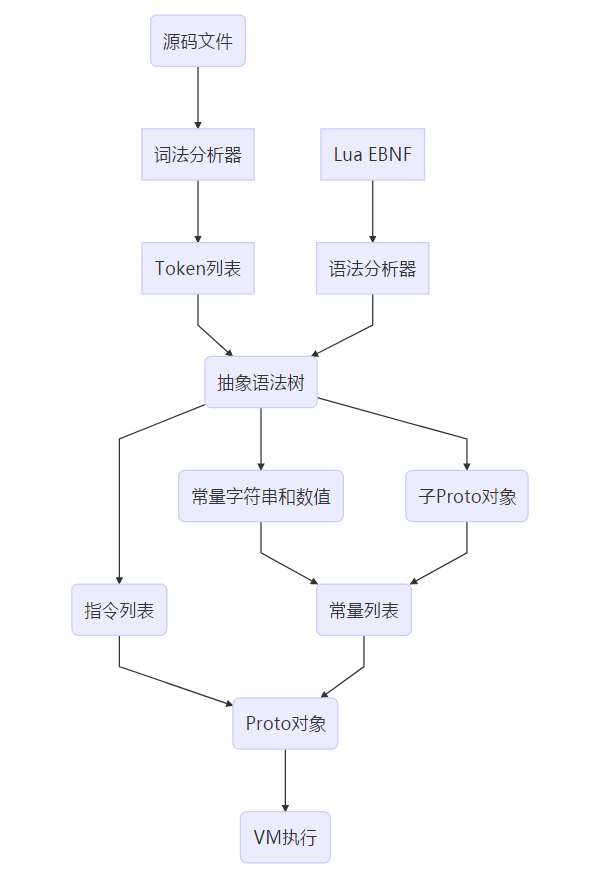 源码文件
词法分析器
Lua EBNF
Token列表
语法分析器
抽象语法树
常量字符串和数值
子Proto对象
指令列表
常量列表
Proto对象
VM执行